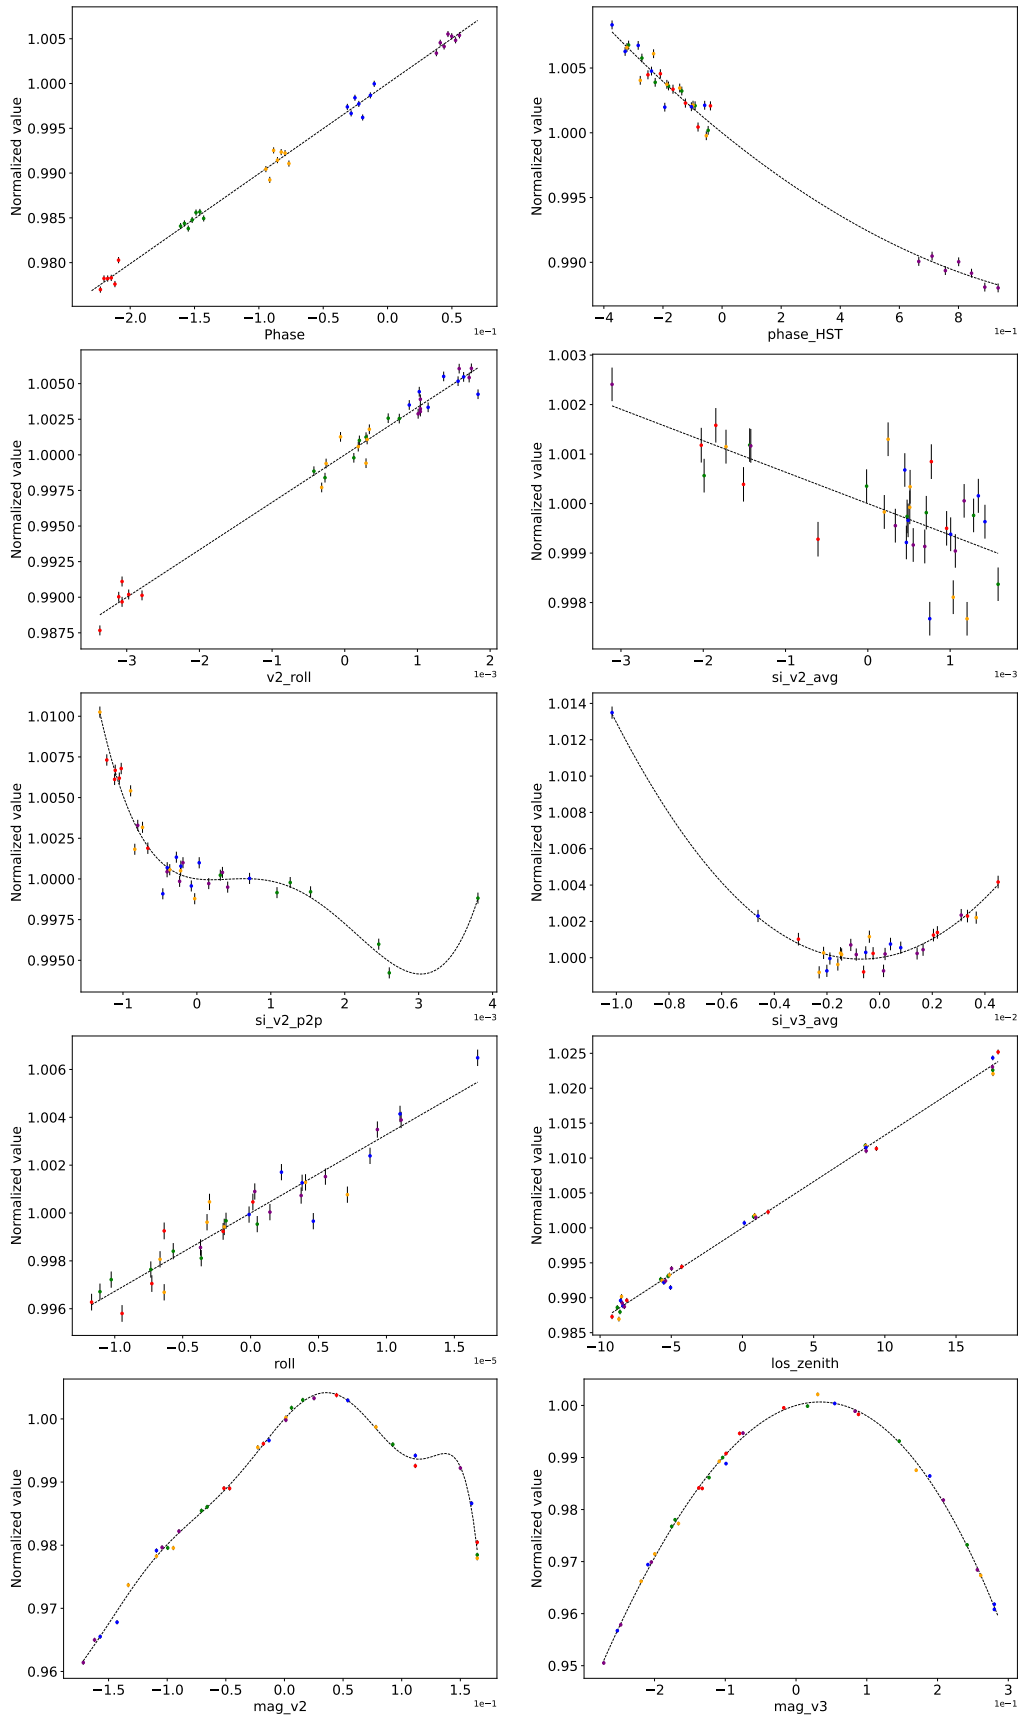 1.005
1.000
0.995
0.990
0.985
0.980
Normalized value
−2.0 −1.5 −1.0 −0.5 0.0 0.5
Phase
1e−1
1.005
1.000
0.995
0.990
Normalized value
−4 −2 0 2 4 6 8
phase_HST
1e−1
1.0050
1.0025
1.0000
0.9975
0.9950
0.9925
0.9900
0.9875
Normalized value
−3 −2 −1 0 1 2
v2_roll
1e−3
1.003
1.002
1.001
1.000
0.999
0.998
Normalized value
−3 −2 −1 0 1
si_v2_avg
1e−3
1.0100
1.0075
1.0050
1.0025
1.0000
0.9975
0.9950
Normalized value
−1 0 1 2 3 4
si_v2_p2p
1e−3
1.014
1.012
1.010
1.008
1.006
1.004
1.002
1.000
Normalized value
−1.0 −0.8 −0.6 −0.4 −0.2 0.0 0.2 0.4
si_v3_avg
1e−2
1.006
1.004
1.002
1.000
0.998
0.996
Normalized value
−1.0 −0.5 0.0 0.5 1.0 1.5
roll
1e−5
1.025
1.020
1.015
1.010
1.005
1.000
0.995
0.990
0.985
Normalized value
−10 −5 0 5 10 15
los_zenith
1.00
0.99
0.98
0.97
0.96
Normalized value
−1.5 −1.0 −0.5 0.0 0.5 1.0 1.5
mag_v2
1e−1
1.00
0.99
0.98
0.97
0.96
0.95
Normalized value
−2 −1 0 1 2 3
mag_v3
1e−1